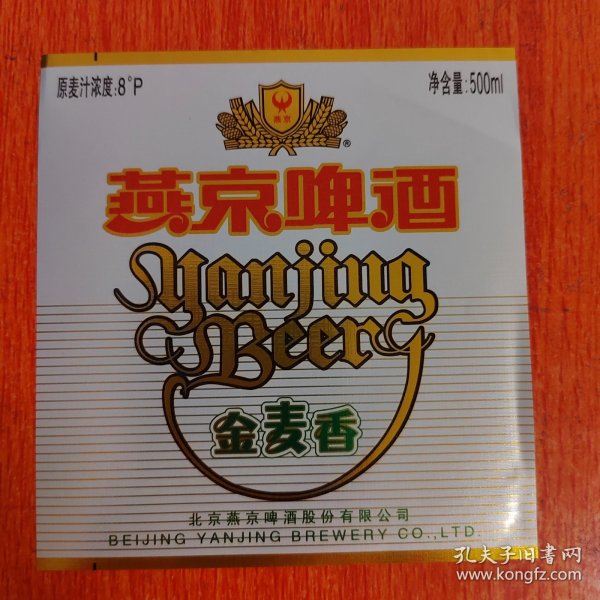 原麦汁浓度:8°P
净含量:500ml
燕京
®
燕京啤酒
Yanjing
Beer
金麦香
北京燕京啤酒股份有限公司
BEIJING YANJING BREWERY CO.,LTD
孔夫子旧书网
www.kongfz.com